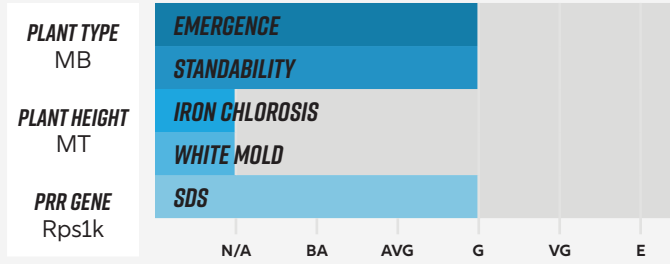 PLANT TYPE
MB
PLANT HEIGHT
MT
PRR GENE
Rps1k
EMERGENCE
STANDABILITY
IRON CHLOROSIS
WHITE MOLD
SDS
N/A BA AVG G VG E